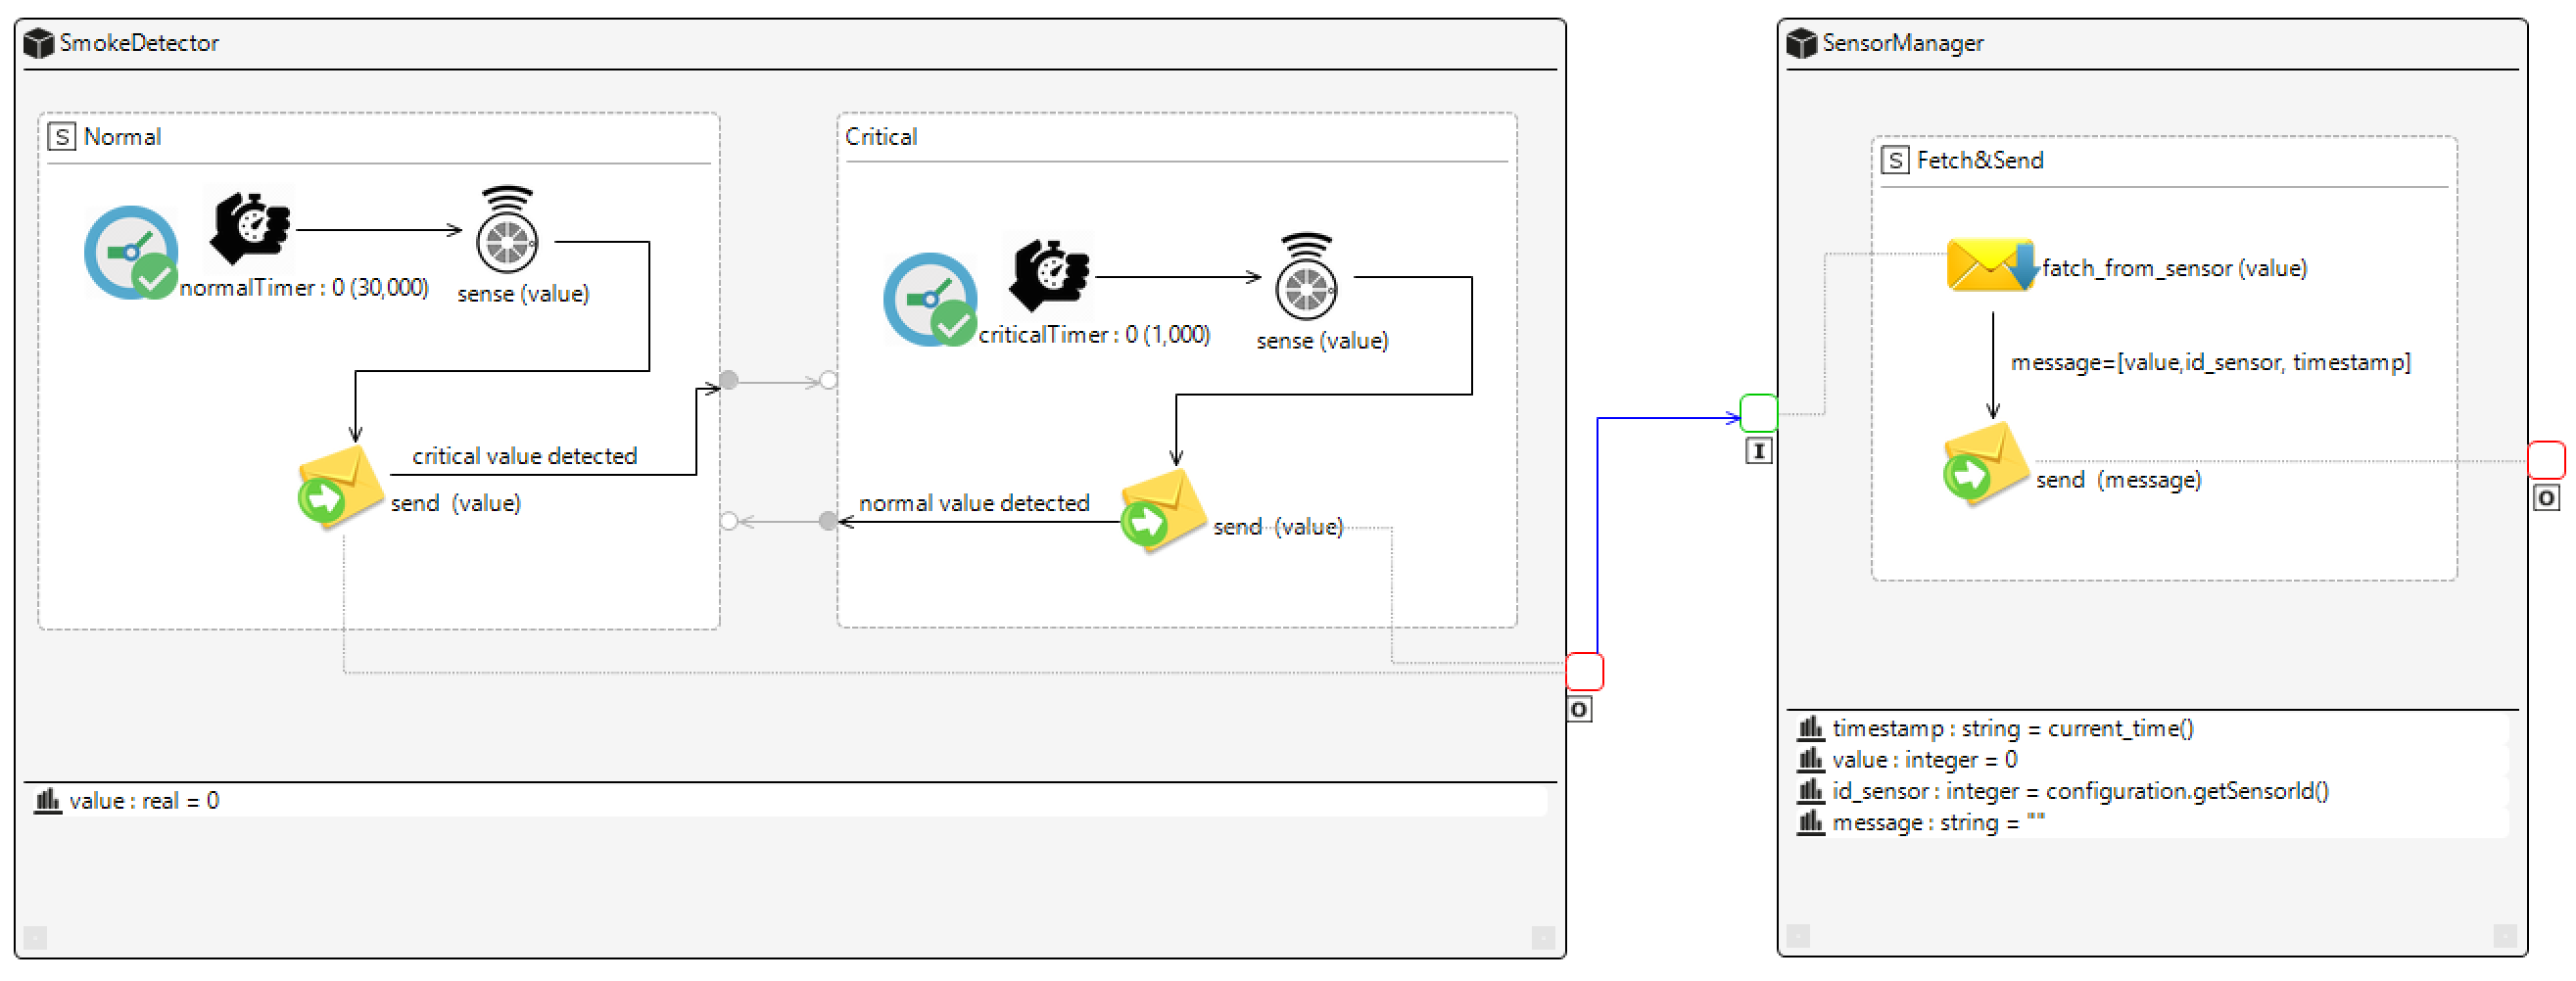 SmokeDetector
S Normal
normalTimer : 0 (30,000)
sense (value)
critical value detected
send (value)
Critical
criticalTimer : 0 (1,000)
sense (value)
normal value detected
send (value)
O
value : real = 0
SensorManager
S Fetch&Send
fatch_from_sensor (value)
message=[value,id_sensor, timestamp]
send (message)
I
O
timestamp : string = current_time()
value : integer = 0
id_sensor : integer = configuration.getSensorId()
message : string = ""